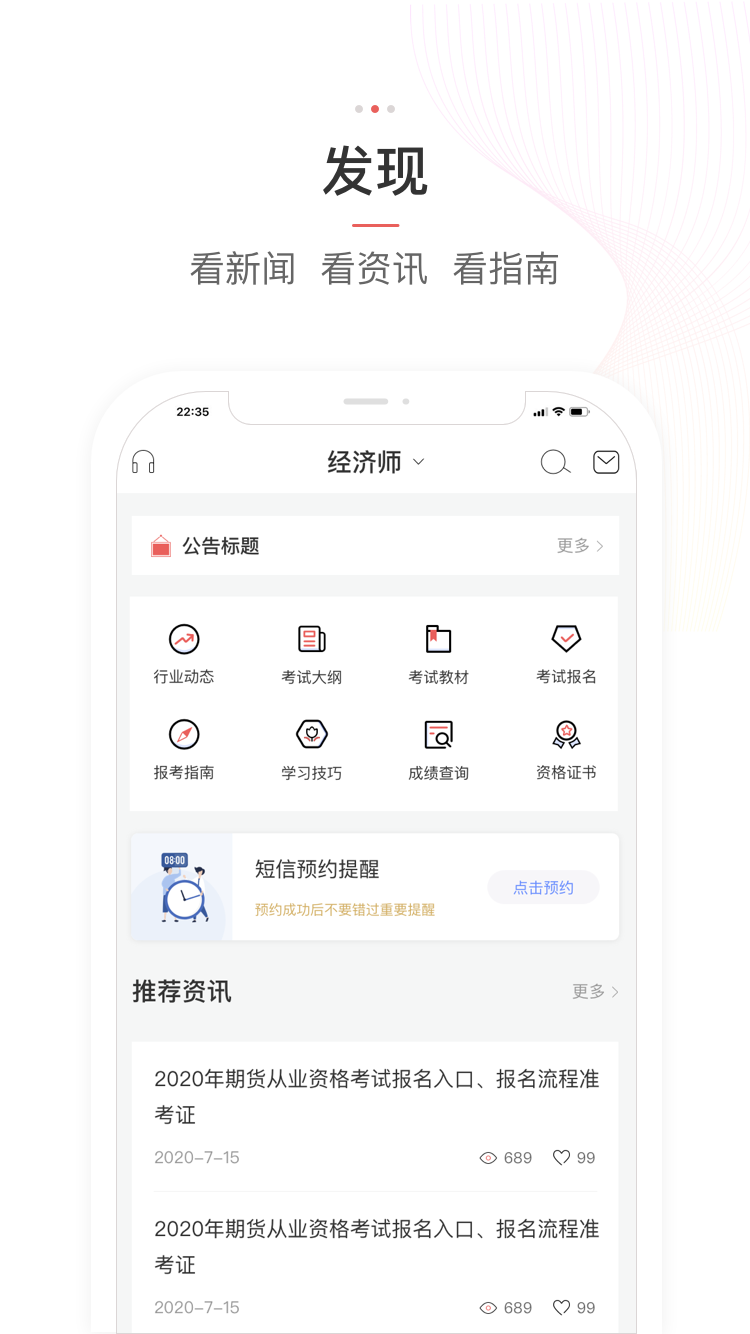 发现
看新闻 看资讯 看指南
22:35
经济师
公告标题 更多
行业动态 考试大纲 考试教材 考试报名
报考指南 学习技巧 成绩查询 资格证书
08:00
短信预约提醒
点击预约
预约成功后不要错过重要提醒
推荐资讯 更多
2020年期货从业资格考试报名入口、报名流程准
考证
2020-7-15 689 99
2020年期货从业资格考试报名入口、报名流程准
考证
2020-7-15 689 99